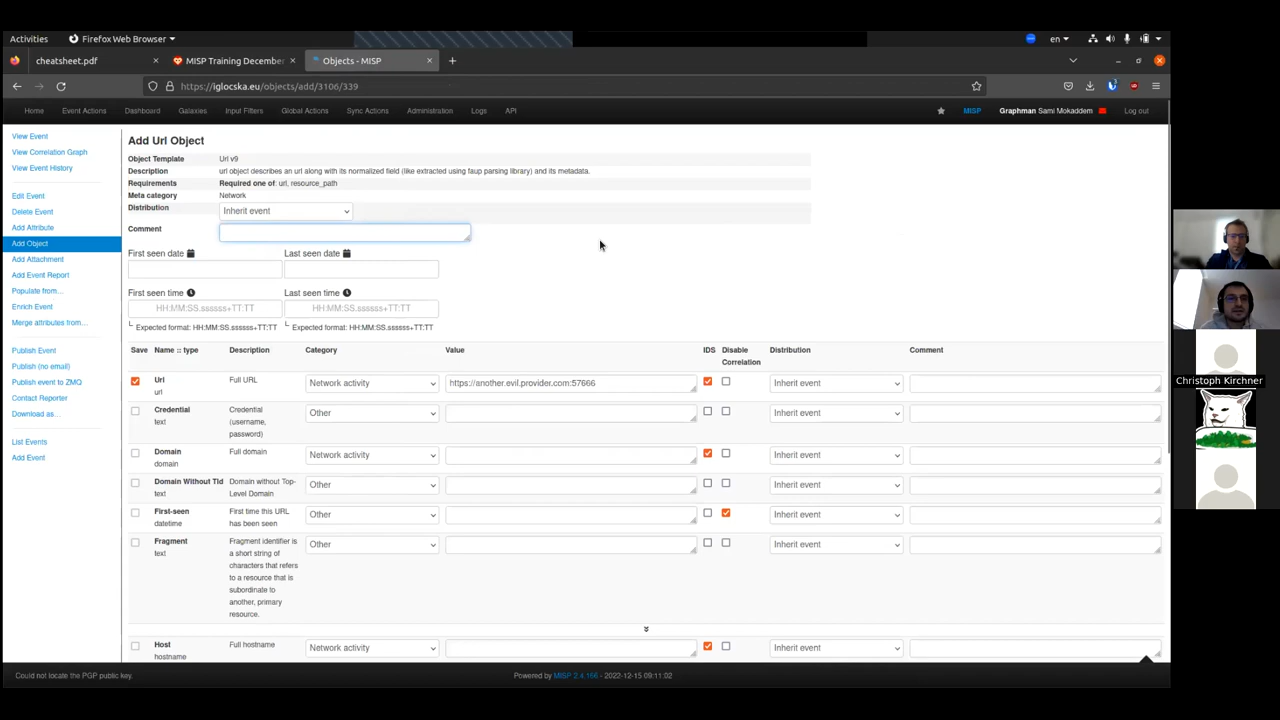 Activities
Firefox Web Browser
en
cheatsheet.pdf
MISP Training December
Objects - MISP
https://iglocska.eu/objects/add/3106/339
Home Event Actions Dashboard Galaxies Input Filters Global Actions Sync Actions Administration Logs API
MISP Graphman Sami Mokaddem Log out
View Event
View Correlation Graph
View Event History
Edit Event
Delete Event
Add Attribute
Add Object
Add Attachment
Add Event Report
Populate from...
Enrich Event
Merge attributes from...
Publish Event
Publish (no email)
Publish event to ZMQ
Contact Reporter
Download as...
List Events
Add Event
Add Url Object
Object Template Url v9
Description url object describes an url along with its normalized field (like extracted using faup parsing library) and its metadata.
Requirements Required one of: url, resource_path
Meta category Network
Distribution Inherit event
Comment
First seen date Last seen date
First seen time Last seen time
HH:MM:SS.ssssss+TT:TT HH:MM:SS.ssssss+TT:TT
Expected format: HH:MM:SS.ssssss+TT:TT Expected format: HH:MM:SS.ssssss+TT:TT
Save Name :: type Description Category Value IDS Disable Correlation Distribution Comment
Url Full URL Network activity https://another.evil.provider.com:57666 Inherit event
url
Credential Credential Other Inherit event
text (username,
password)
Domain Full domain Network activity Inherit event
domain
Domain Without Tld Domain without Top- Other Inherit event
text Level Domain
First-seen First time this URL Other Inherit event
datetime has been seen
Fragment Fragment identifier Other Inherit event
text is a short string of
characters that refers
to a resource that is
subordinate to
another, primary
resource.
Host Full hostname Network activity Inherit event
hostname
Could not locate the PGP public key.
Powered by MISP 2.4.166 - 2022-12-15 09:11:02
Christoph Kirchner